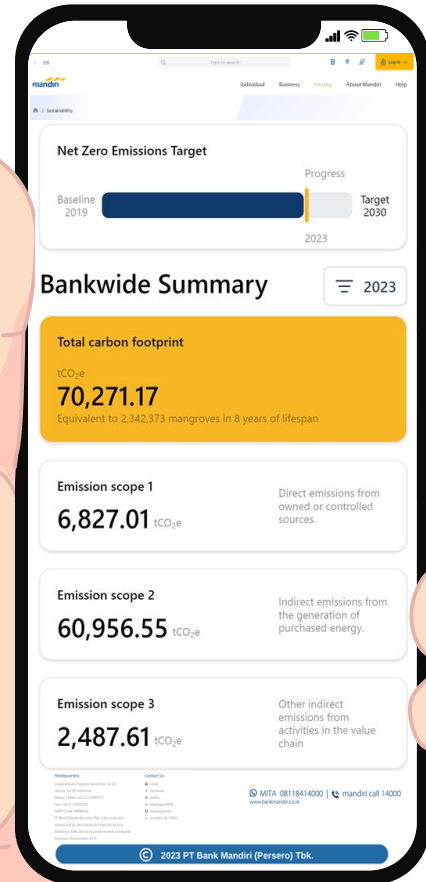 EN
Type to search
Log in
mandiri
Individual Business Priority About Mandiri Help
Sustainability
Net Zero Emissions Target
Progress
Baseline
2019
Target
2030
2023
Bankwide Summary
2023
Total carbon footprint
tCO₂e
70,271.17
Equivalent to 2,342,373 mangroves in 8 years of lifespan
Emission scope 1
6,827.01 tCO₂e
Direct emissions from
owned or controlled
sources.
Emission scope 2
60,956.55 tCO₂e
Indirect emissions from
the generation of
purchased energy.
Emission scope 3
2,487.61 tCO₂e
Other indirect
emissions from
activities in the value
chain
Headquarters
Contact Us
MITA 08118414000 | mandiri call 14000
www.bankmandiri.co.id
© 2023 PT Bank Mandiri (Persero) Tbk.